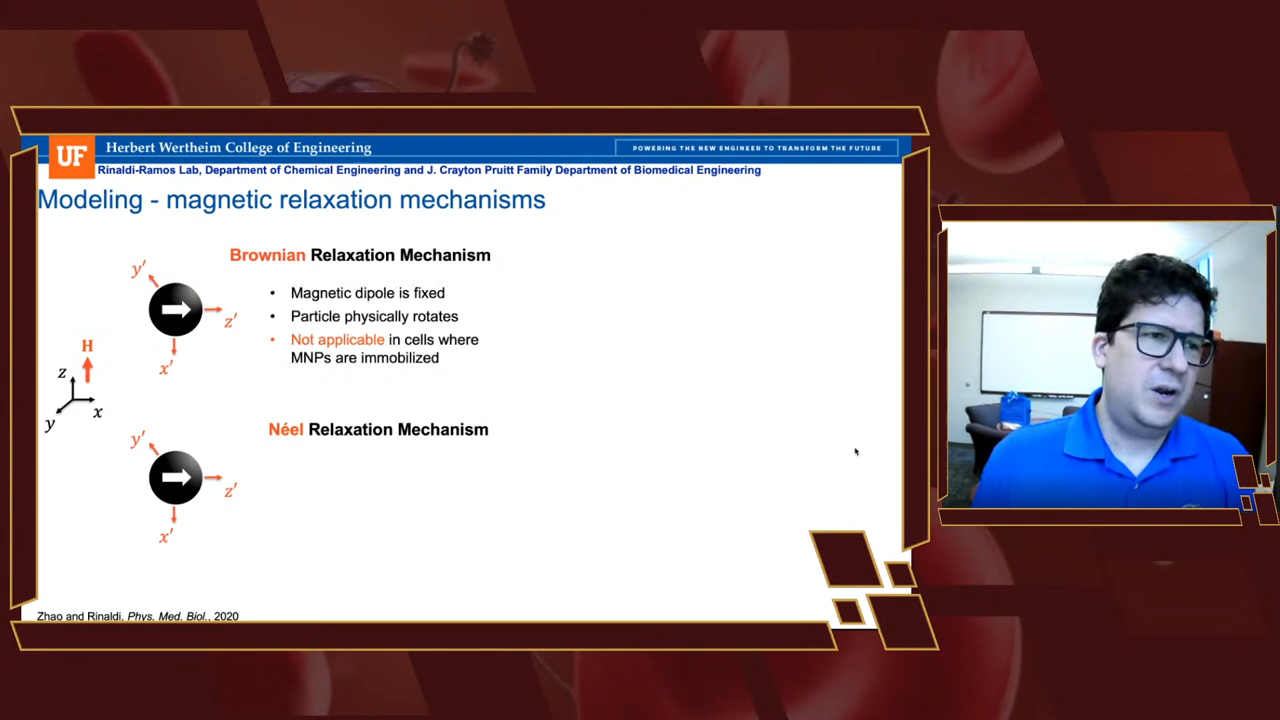 UF
Herbert Wertheim College of Engineering
POWERING THE NEW ENGINEER TO TRANSFORM THE FUTURE
Rinaldi-Ramos Lab, Department of Chemical Engineering and J. Crayton Pruitt Family Department of Biomedical Engineering
Modeling - magnetic relaxation mechanisms
Brownian Relaxation Mechanism
• Magnetic dipole is fixed
• Particle physically rotates
• Not applicable in cells where
MNPs are immobilized
y′
z′
x′
H
z
x
y
Néel Relaxation Mechanism
y′
z′
x′
Zhao and Rinaldi, Phys. Med. Biol., 2020